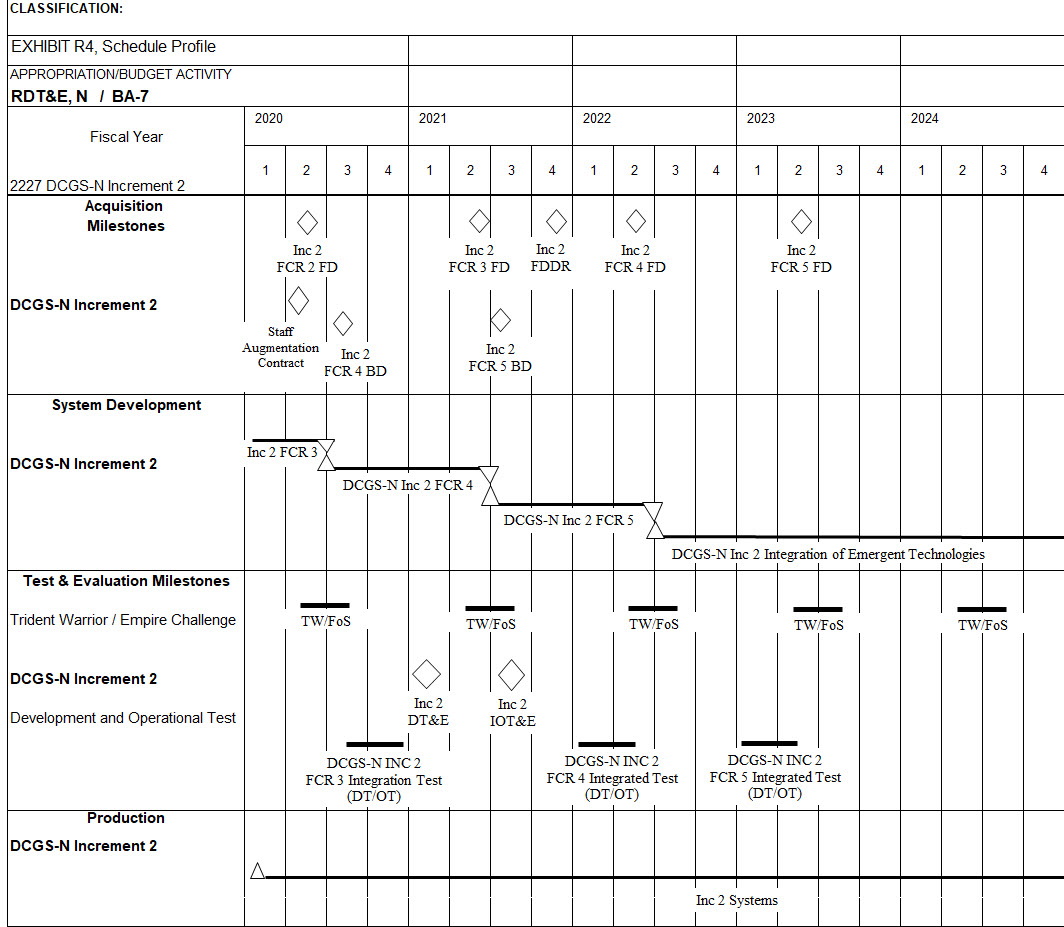 CLASSIFICATION:
EXHIBIT R4, Schedule Profile
APPROPRIATION/BUDGET ACTIVITY
RDT&E, N / BA-7
Fiscal Year
2020 2021 2022 2023 2024
1 2 3 4 1 2 3 4 1 2 3 4 1 2 3 4 1 2 3 4
2227 DCGS-N Increment 2
Acquisition
Milestones
Inc 2 Inc 2 Inc 2 Inc 2 Inc 2
FCR 2 FD FCR 3 FD FDDR FCR 4 FD FCR 5 FD
DCGS-N Increment 2
Staff
Augmentation
Contract
Inc 2
FCR 4 BD
Inc 2
FCR 5 BD
System Development
Inc 2 FCR 3
DCGS-N Increment 2
DCGS-N Inc 2 FCR 4
DCGS-N Inc 2 FCR 5
DCGS-N Inc 2 Integration of Emergent Technologies
Test & Evaluation Milestones
Trident Warrior / Empire Challenge
TW/FoS TW/FoS TW/FoS TW/FoS TW/FoS
DCGS-N Increment 2
Inc 2
DT&E
Inc 2
IOT&E
Development and Operational Test
DCGS-N INC 2
FCR 3 Integration Test
(DT/OT)
DCGS-N INC 2
FCR 4 Integrated Test
(DT/OT)
DCGS-N INC 2
FCR 5 Integrated Test
(DT/OT)
Production
DCGS-N Increment 2
Inc 2 Systems